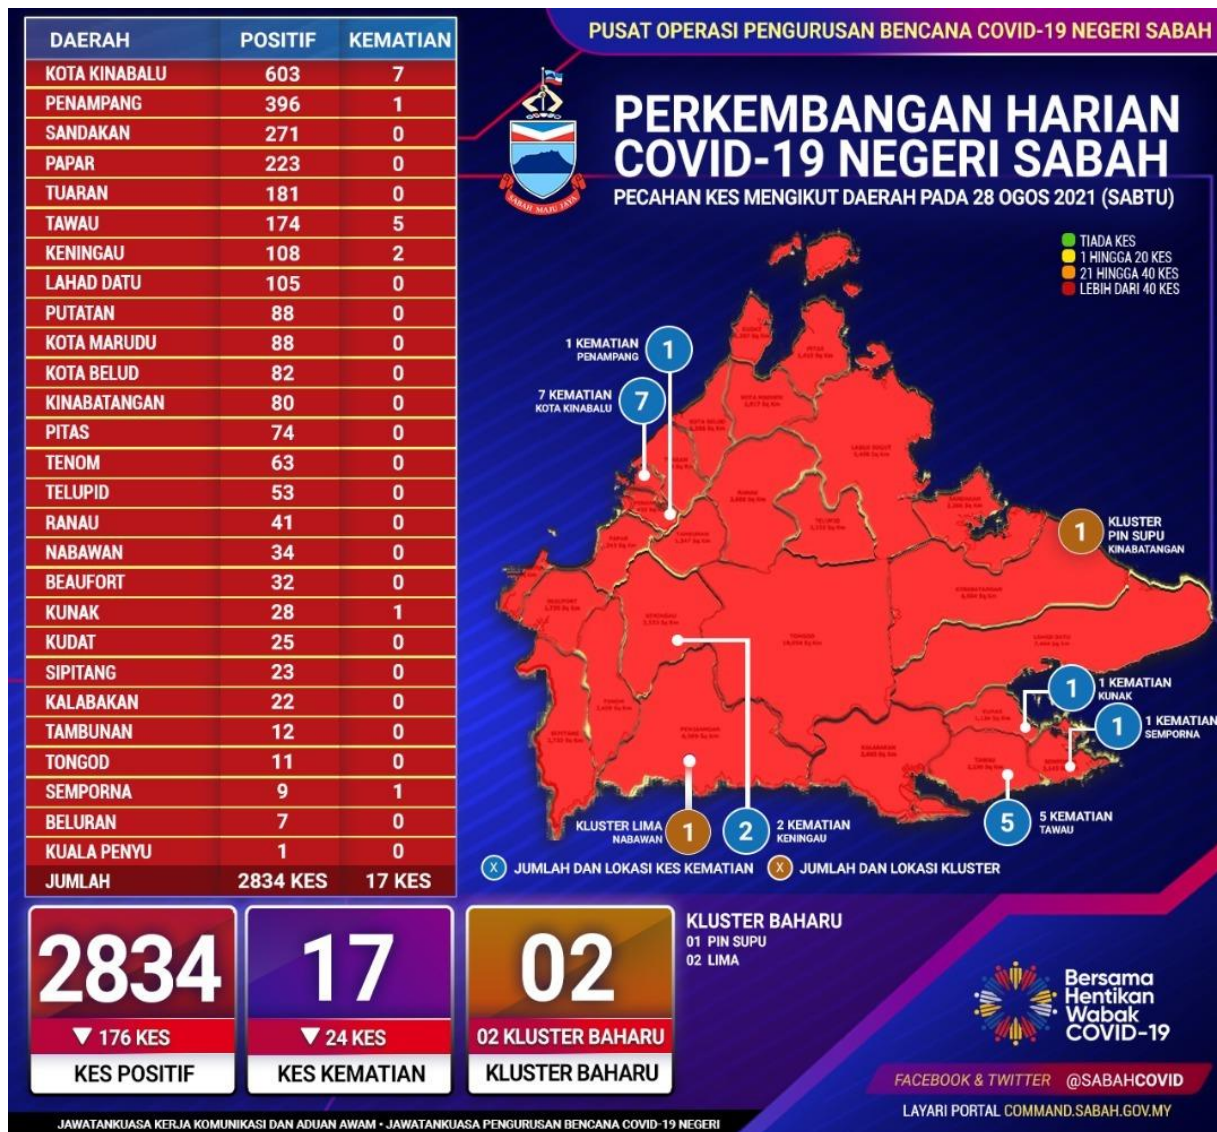 DAERAH POSITIF KEMATIAN
KOTA KINABALU 603 7
PENAMPANG 396 1
SANDAKAN 271 0
PAPAR 223 0
TUARAN 181 0
TAWAU 174 5
KENINGAU 108 2
LAHAD DATU 105 0
PUTATAN 88 0
KOTA MARUDU 88 0
KOTA BELUD 82 0
KINABATANGAN 80 0
PITAS 74 0
TENOM 63 0
TELUPID 53 0
RANAU 41 0
NABAWAN 34 0
BEAUFORT 32 0
KUNAK 28 1
KUDAT 25 0
SIPITANG 23 0
KALABAKAN 22 0
TAMBUNAN 12 0
TONGOD 11 0
SEMPORNA 9 1
BELURAN 7 0
KUALA PENYU 1 0
JUMLAH 2834 KES 17 KES
PUSAT OPERASI PENGURUSAN BENCANA COVID-19 NEGERI SABAH
SABAH MAJU JAYA
PERKEMBANGAN HARIAN
COVID-19 NEGERI SABAH
PECAHAN KES MENGIKUT DAERAH PADA 28 OGOS 2021 (SABTU)
TIADA KES
1 HINGGA 20 KES
21 HINGGA 40 KES
LEBIH DARI 40 KES
1 KEMATIAN
PENAMPANG
1
7 KEMATIAN
KOTA KINABALU
7
1
KLUSTER
PIN SUPU
KINABATANGAN
1
1 KEMATIAN
KUNAK
1
1 KEMATIAN
SEMPORNA
5
5 KEMATIAN
TAWAU
KLUSTER LIMA
NABAWAN
1
2
2 KEMATIAN
KENINGAU
X JUMLAH DAN LOKASI KES KEMATIAN
X JUMLAH DAN LOKASI KLUSTER
2834
▼ 176 KES
KES POSITIF
17
▼ 24 KES
KES KEMATIAN
02
02 KLUSTER BAHARU
KLUSTER BAHARU
KLUSTER BAHARU
01 PIN SUPU
02 LIMA
Bersama
Hentikan
Wabak
COVID-19
FACEBOOK & TWITTER @SABAHCOVID
LAYARI PORTAL COMMAND.SABAH.GOV.MY
JAWATANKUASA KERJA KOMUNIKASI DAN ADUAN AWAM • JAWATANKUASA PENGURUSAN BENCANA COVID-19 NEGERI